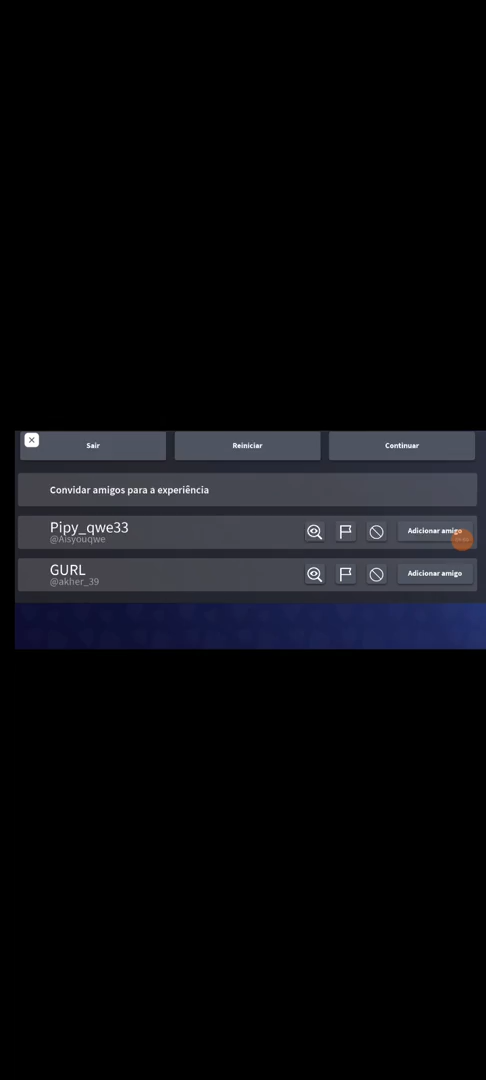 Sair
Reiniciar
Continuar
Convidar amigos para a experiência
Pipy_qwe33
@Aisyouqwe
Adicionar amigo
GURL
@akher_39
Adicionar amigo